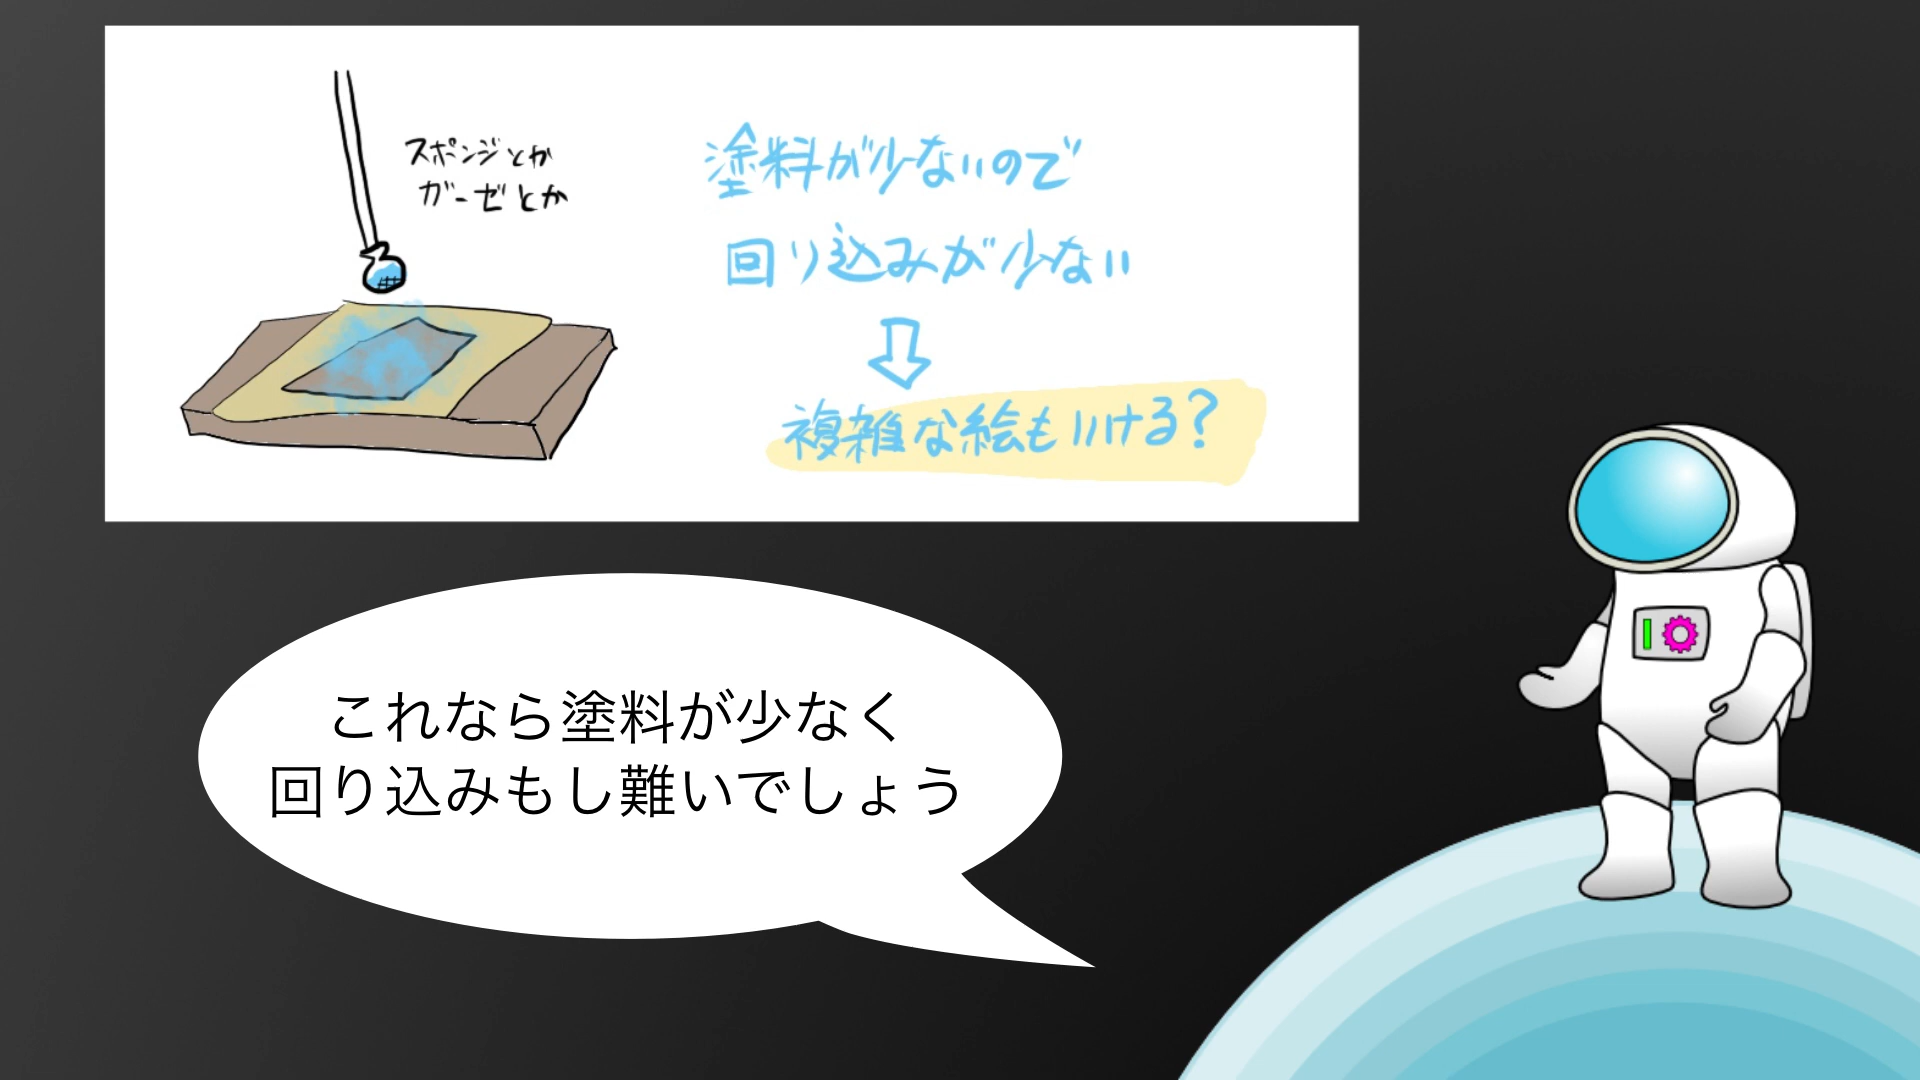 スポンジとか
ガーゼとか
塗料が少ないので
回り込みが少ない
複雑な絵もいける?
これなら塗料が少なく
回り込みもし難いでしょう